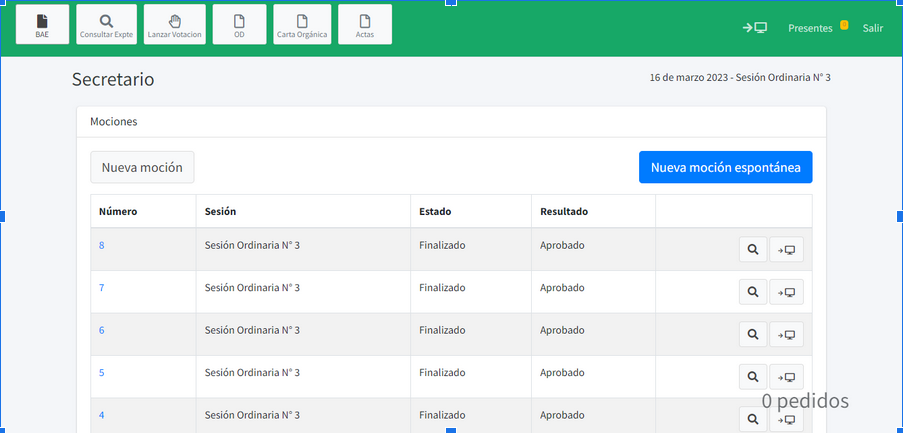 BAE
Consultar Expte
Lanzar Votacion
OD
Carta Orgánica
Actas
Presentes
Salir
Secretario
16 de marzo 2023 - Sesión Ordinaria N° 3
Mociones
Nueva moción
Nueva moción espontánea
Número Sesión Estado Resultado
8 Sesión Ordinaria N° 3 Finalizado Aprobado
7 Sesión Ordinaria N° 3 Finalizado Aprobado
6 Sesión Ordinaria N° 3 Finalizado Aprobado
5 Sesión Ordinaria N° 3 Finalizado Aprobado
0 pedidos
4 Sesión Ordinaria N° 3 Finalizado Aprobado